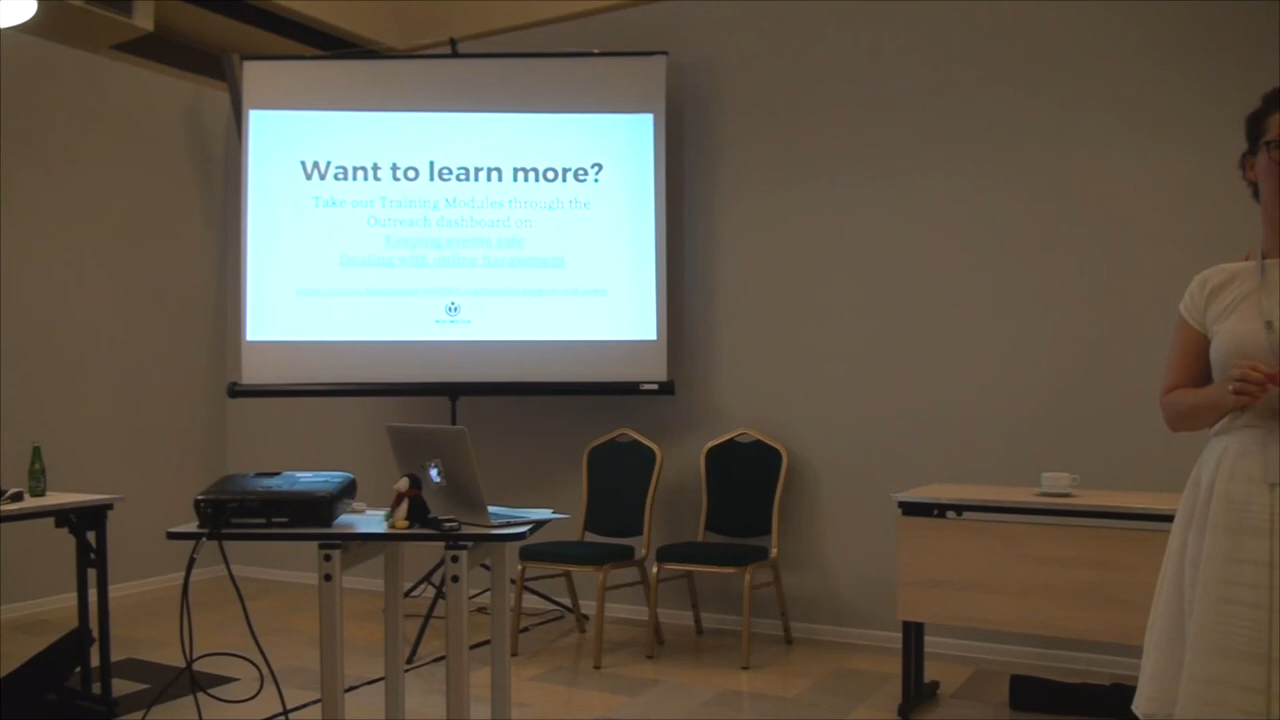 Want to learn more?
Take our Training Modules through the
Outreach dashboard on:
Keeping events safe
Dealing with online harassment